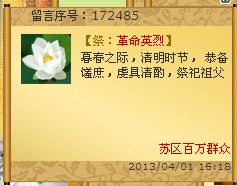 留言序号：172485
【祭：革命英烈】
暮春之际，清明时节， 恭备
馐庶，虔具清酌，祭祀祖父
苏区百万群众
2013/04/01 16:18